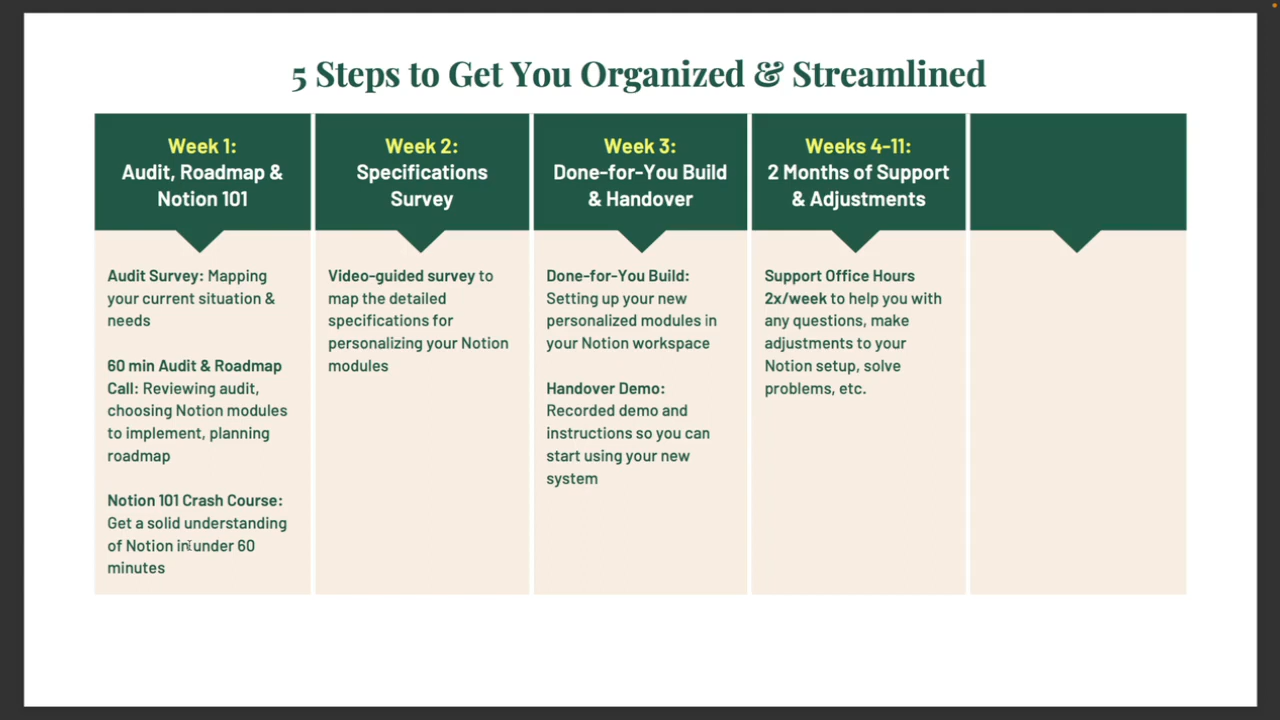 5 Steps to Get You Organized & Streamlined
Week 1:
Audit, Roadmap &
Notion 101
Audit Survey: Mapping
your current situation &
needs
60 min Audit & Roadmap
Call: Reviewing audit,
choosing Notion modules
to implement, planning
roadmap
Notion 101 Crash Course:
Get a solid understanding
of Notion in under 60
minutes
Week 2:
Specifications
Survey
Video-guided survey to
map the detailed
specifications for
personalizing your Notion
modules
Week 3:
Done-for-You Build
& Handover
Done-for-You Build:
Setting up your new
personalized modules in
your Notion workspace
Handover Demo:
Recorded demo and
instructions so you can
start using your new
system
Weeks 4-11:
2 Months of Support
& Adjustments
Support Office Hours
2x/week to help you with
any questions, make
adjustments to your
Notion setup, solve
problems, etc.